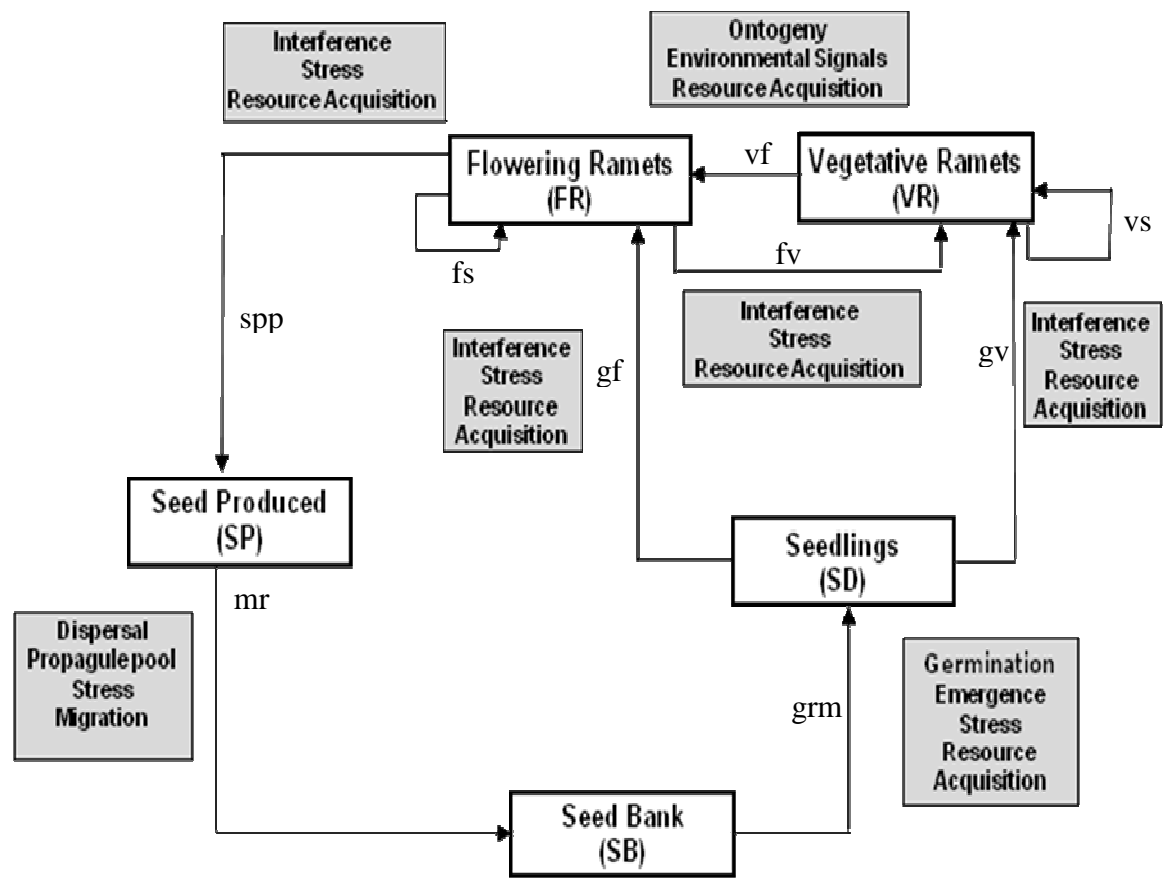 Interference
Stress
Resource Acquisition
Ontogeny
Environmental Signals
Resource Acquisition
Flowering Ramets
(FR)
vf
Vegetative Ramets
(VR)
vs
fs
fv
spp
Interference
Stress
Resource
Acquisition
gf
Interference
Stress
Resource Acquisition
gv
Interference
Stress
Resource
Acquisition
Seed Produced
(SP)
Seedlings
(SD)
mr
Dispersal
Propagulepool
Stress
Migration
grm
Germination
Emergence
Stress
Resource
Acquisition
Seed Bank
(SB)